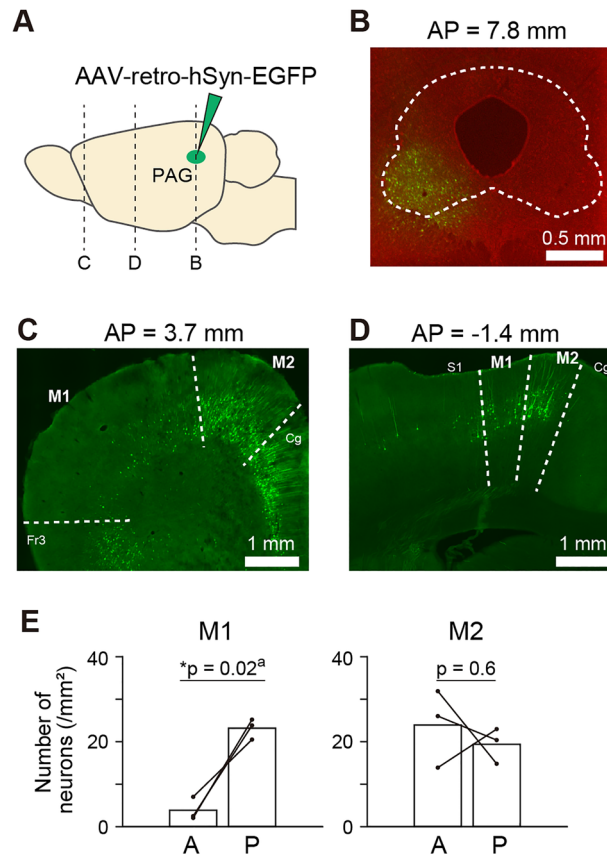 A
AAV-retro-hSyn-EGFP
PAG
C
D
B
B
AP = 7.8 mm
0.5 mm
C
AP = 3.7 mm
M2
M1
Cg
Fr3
1 mm
D
AP = -1.4 mm
S1
M1
M2
Cg
1 mm
E
M1
Number of
neurons (/mm²)
40
20
0
*p = 0.02ª
A
P
M2
40
20
0
p = 0.6
A
P